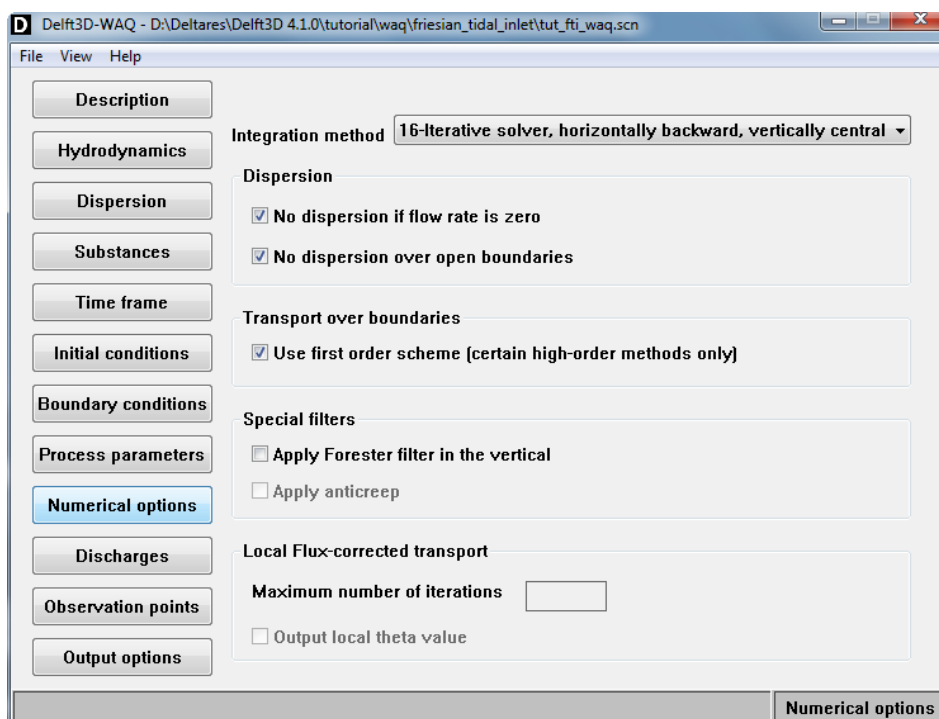 D Delft3D-WAQ - D:\Deltares\Delft3D 4.1.0\tutorial\waq\friesian_tidal_inlet\tut_fti_waq.scn
File View Help
Description
Hydrodynamics
Dispersion
Substances
Time frame
Initial conditions
Boundary conditions
Process parameters
Numerical options
Discharges
Observation points
Output options
Integration method 16-Iterative solver, horizontally backward, vertically central
Dispersion
No dispersion if flow rate is zero
No dispersion over open boundaries
Transport over boundaries
Use first order scheme (certain high-order methods only)
Special filters
Apply Forester filter in the vertical
Apply anticreep
Local Flux-corrected transport
Maximum number of iterations
Output local theta value
Numerical options